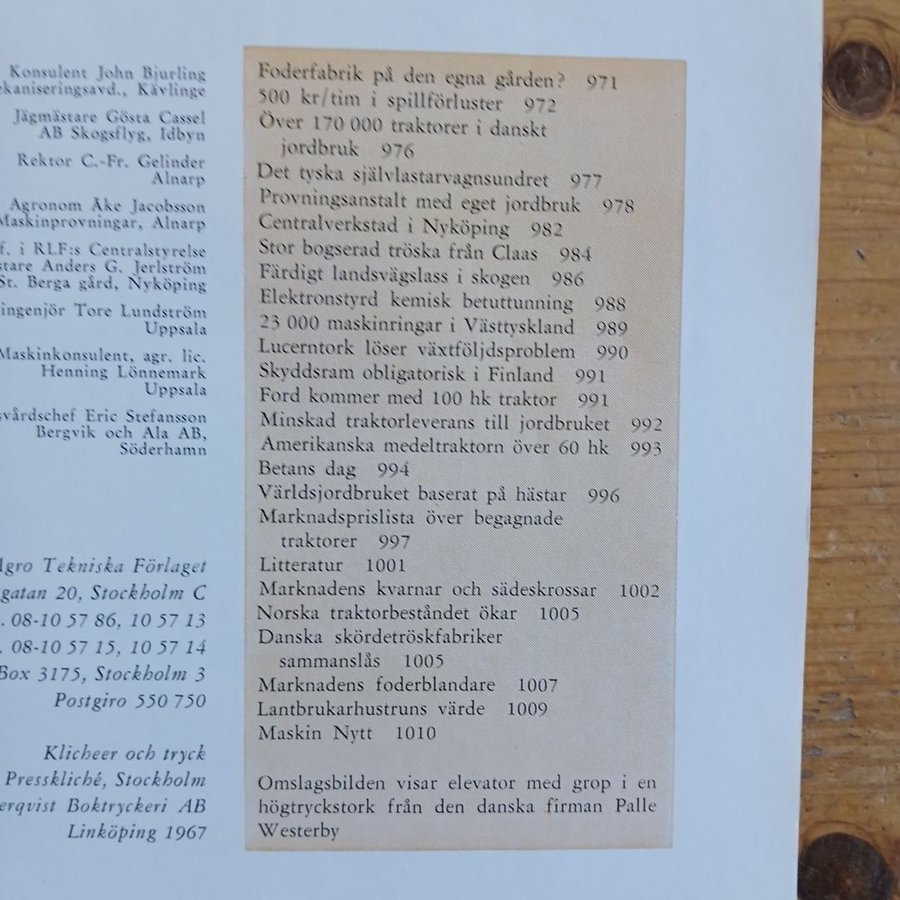 Konsulent John Bjurling
Kävlinge
Jägmästare Gösta Cassel
AB Skogsflyg, Idbyn
Rektor C.-Fr. Gelinder
Alnarp
Agronom Åke Jacobsson
Maskinprovningar, Alnarp
i RLF:s Centralstyrelse
Anders G. Jerlström
St. Berga gård, Nyköping
Tore Lundström
Uppsala
Maskinkonsulent, agr. lic.
Henning Lönnemark
Uppsala
Eric Stefansson
Bergvik och Ala AB,
Söderhamn
Agro Tekniska Förlaget
20, Stockholm C
08-10 57 86, 10 57 13
08-10 57 15, 10 57 14
Box 3175, Stockholm 3
Postgiro 550 750
Klicheer och tryck
Presskliché, Stockholm
Boktryckeri AB
Linköping 1967
Foderfabrik på den egna gården? 971
500 kr/tim i spillförluster 972
Över 170 000 traktorer i danskt
jordbruk 976
Det tyska självlastarvagnsundret 977
Provningsanstalt med eget jordbruk 978
Centralverkstad i Nyköping 982
Stor bogserad tröska från Claas 984
Färdigt landsvägslass i skogen 986
Elektronstyrd kemisk betuttunning 988
23 000 maskinringar i Västtyskland 989
Lucerntork löser växtföljdsproblem 990
Skyddsram obligatorisk i Finland 991
Ford kommer med 100 hk traktor 991
Minskad traktorleverans till jordbruket 992
Amerikanska medeltraktorn över 60 hk 993
Betans dag 994
Världsjordbruket baserat på hästar 996
Marknadsprislista över begagnade
traktorer 997
Litteratur 1001
Marknadens kvarnar och sädeskrossar 1002
Norska traktorbeståndet ökar 1005
Danska skördetröskfabriker
sammanslås 1005
Marknadens foderblandare 1007
Lantbrukarhustruns värde 1009
Maskin Nytt 1010
Omslagsbilden visar elevator med grop i en
högtryckstork från den danska firman Palle
Westerby